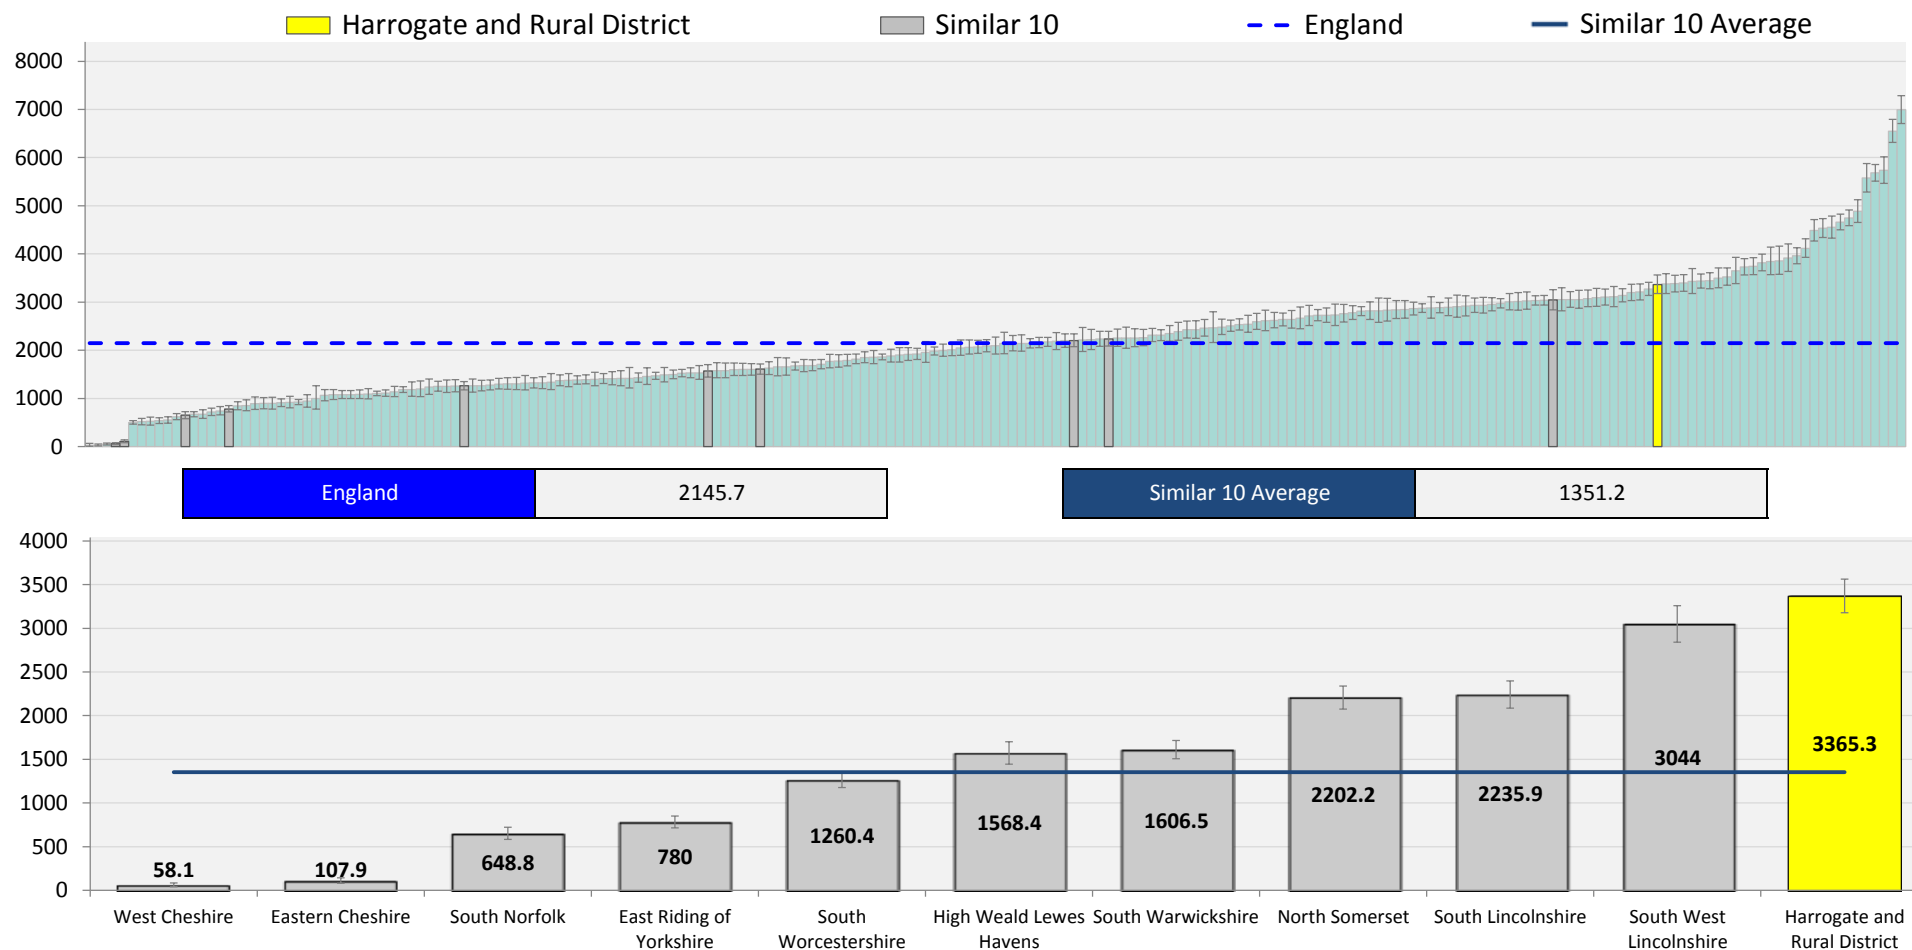 Harrogate and Rural District
Similar 10
England
Similar 10 Average
8000
7000
6000
5000
4000
3000
2000
1000
0
England
2145.7
Similar 10 Average
1351.2
4000
3500
3000
2500
2000
1500
1000
500
0
58.1
107.9
648.8
780
1260.4
1568.4
1606.5
2202.2
2235.9
3044
3365.3
West Cheshire
Eastern Cheshire
South Norfolk
East Riding of
Yorkshire
South
Worcestershire
High Weald Lewes
Havens
South Warwickshire
North Somerset
South Lincolnshire
South West
Lincolnshire
Harrogate and
Rural District